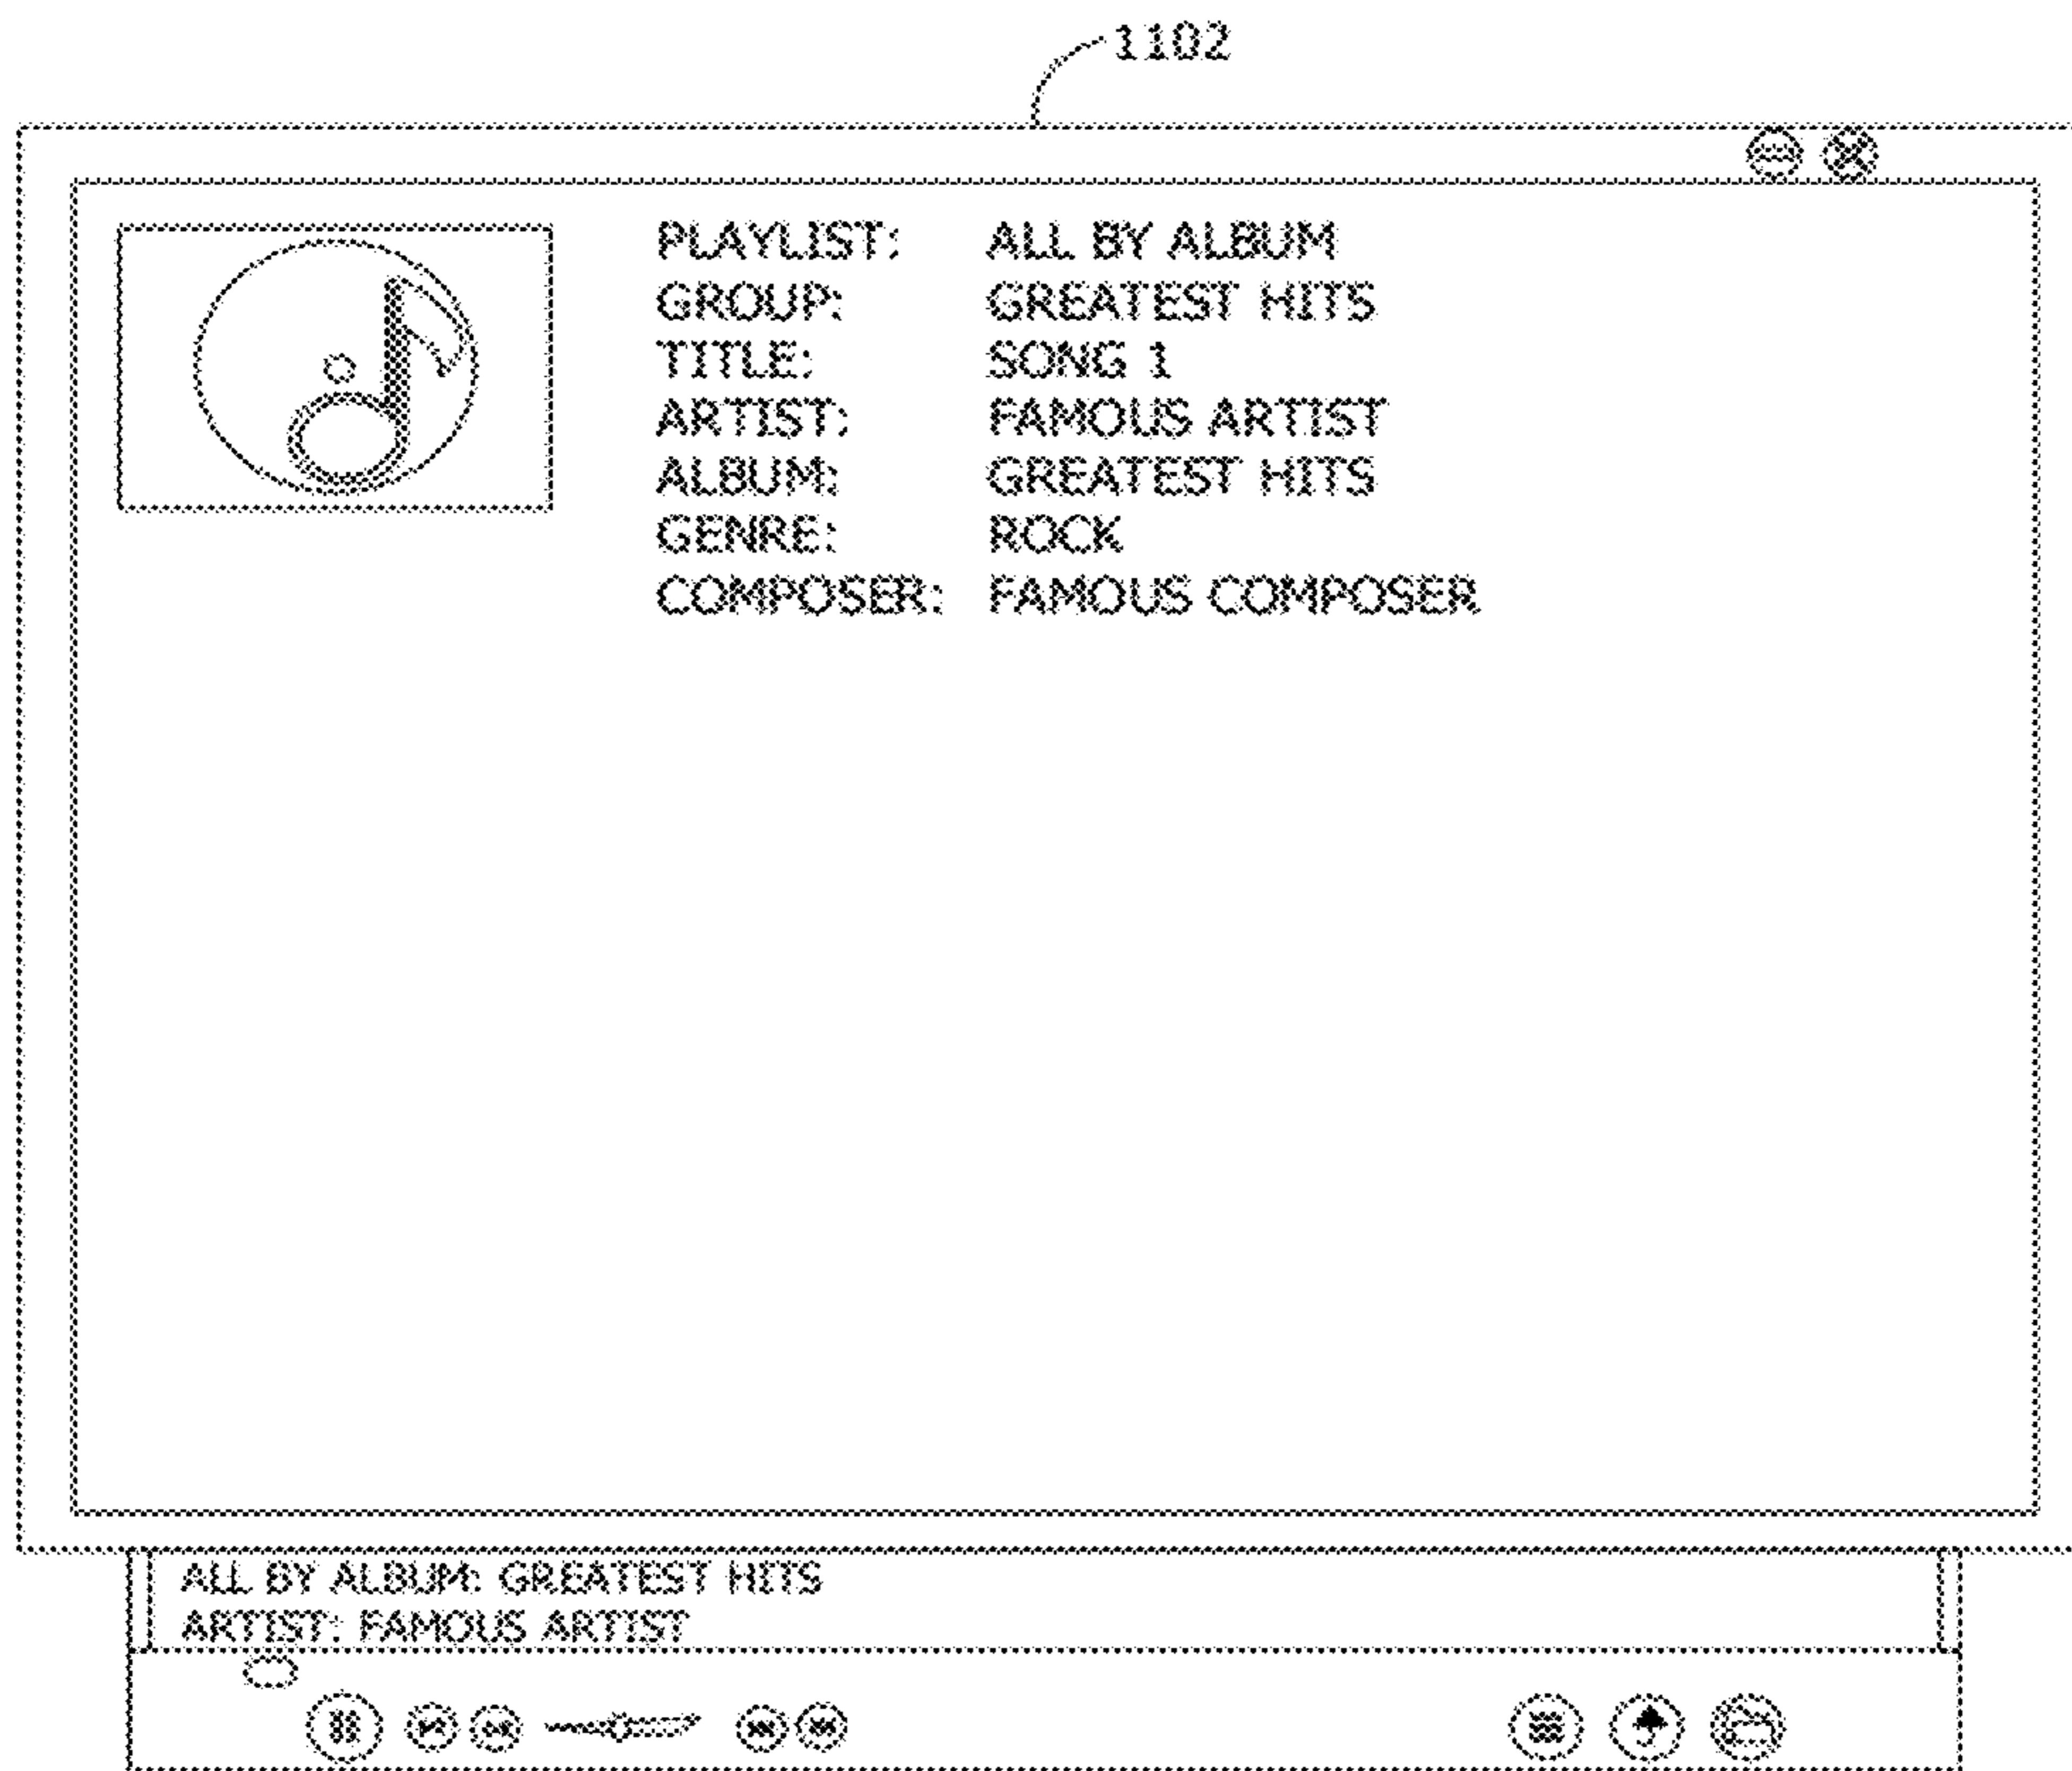 1102
PLAYLIST: ALL BY ALBUM
GROUP: GREATEST HITS
TITLE: SONG 1
ARTIST: FAMOUS ARTIST
ALBUM: GREATEST HITS
GENRE: ROCK
COMPOSER: FAMOUS COMPOSER
ALL BY ALBUM: GREATEST HITS
ARTIST: FAMOUS ARTIST